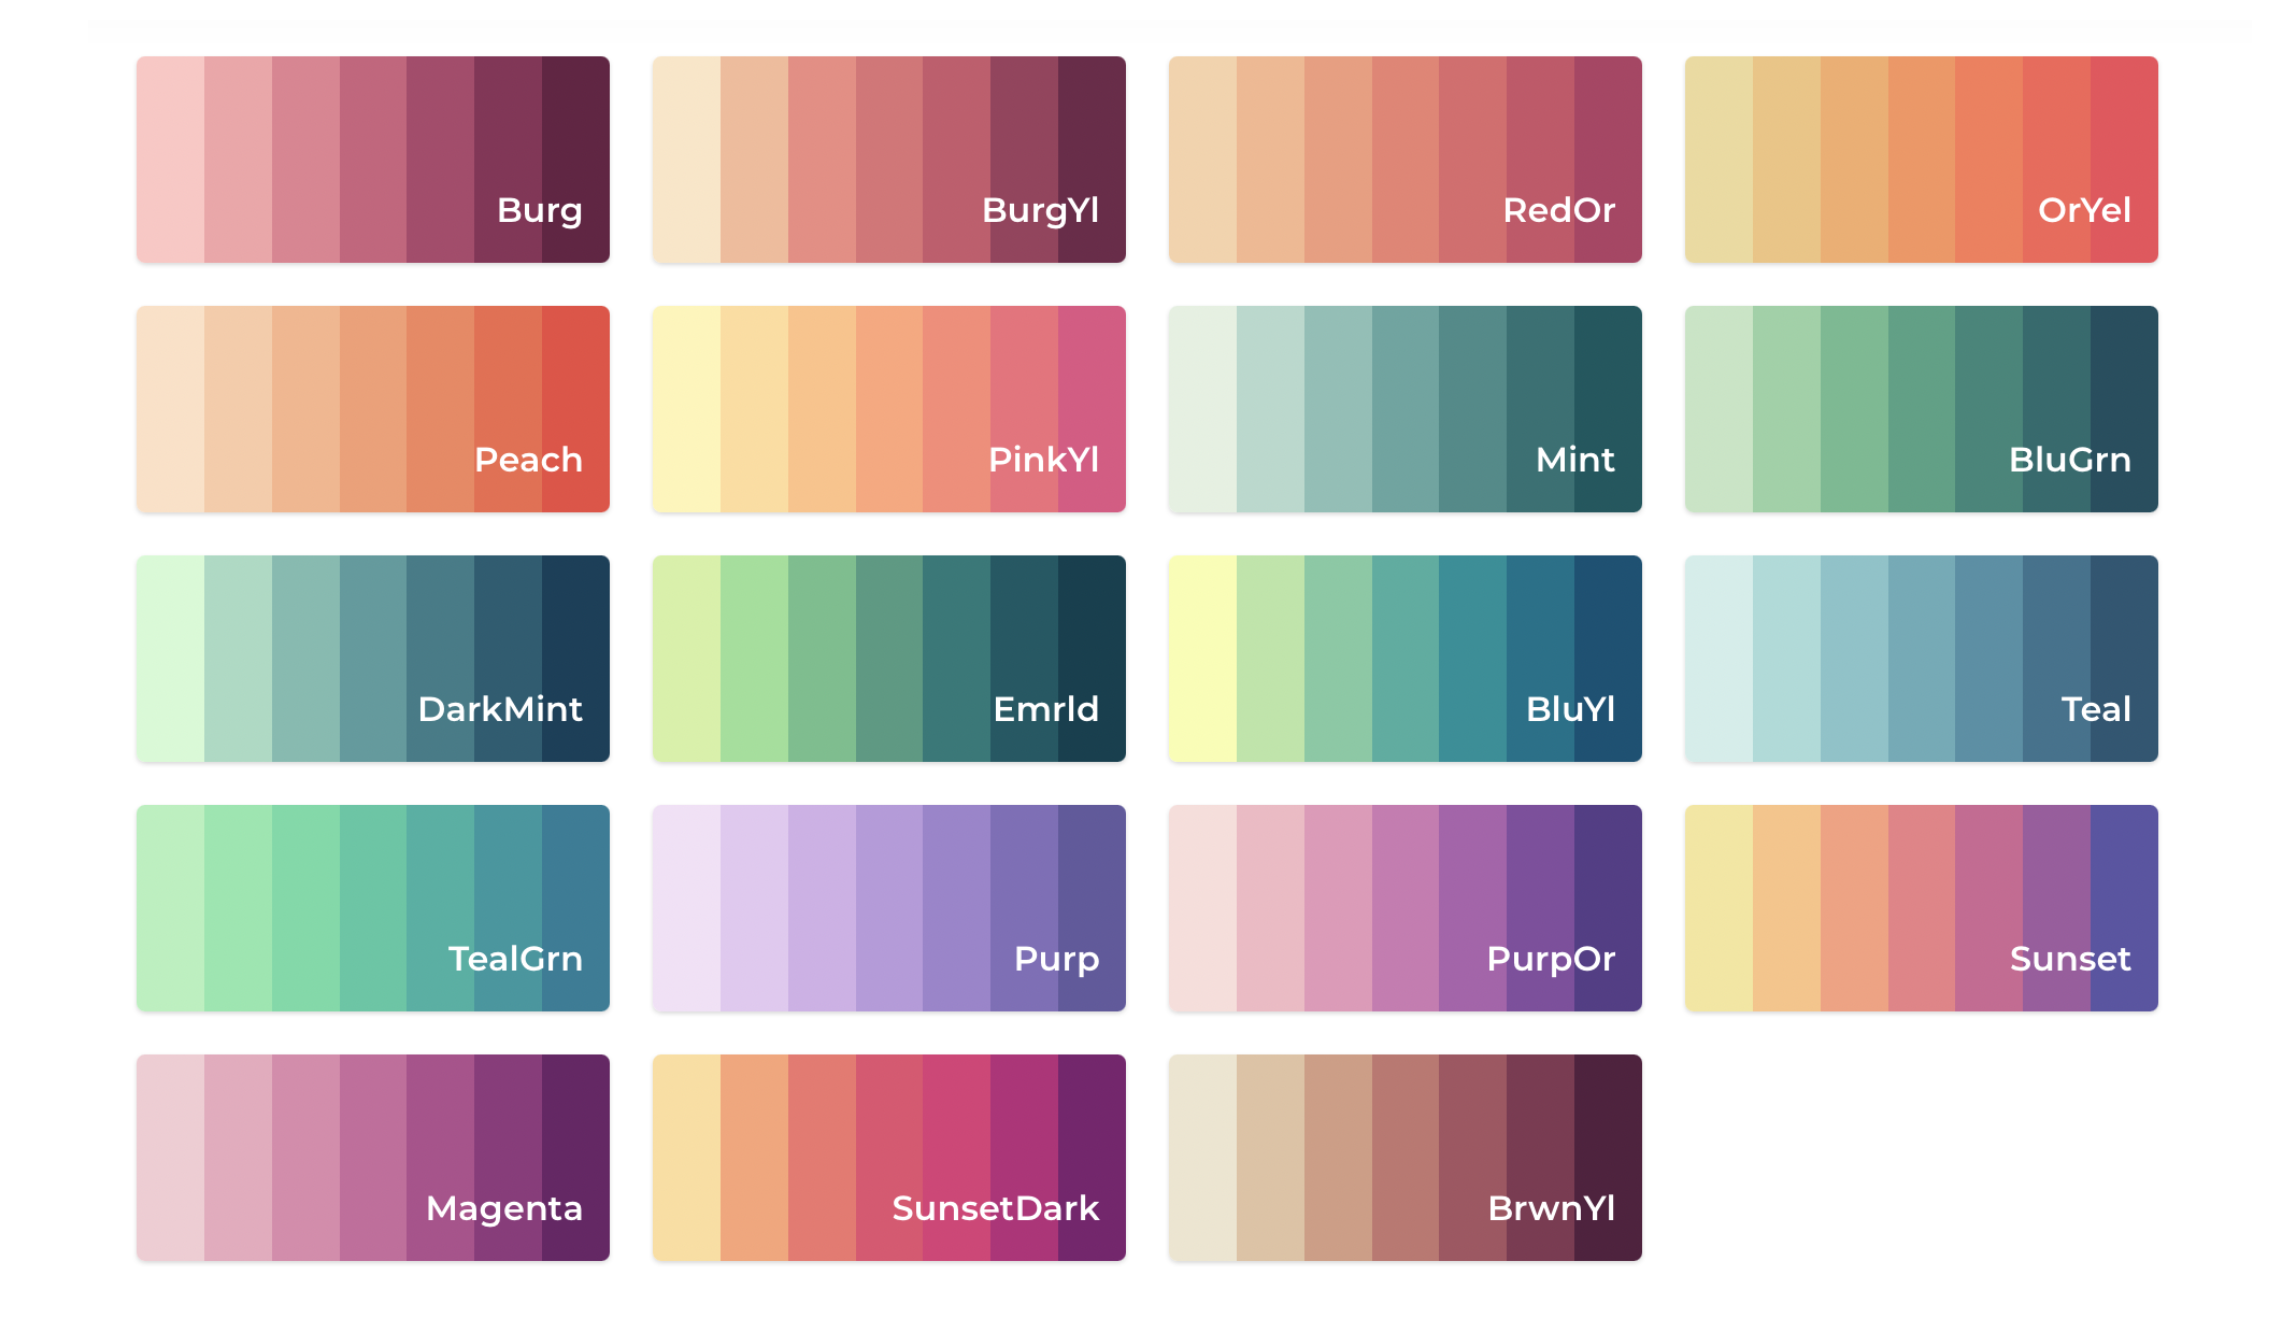 Burg
BurgYl
RedOr
OrYel
Peach
PinkYl
Mint
BluGrn
DarkMint
Emrld
BluYl
Teal
TealGrn
Purp
PurpOr
Sunset
Magenta
SunsetDark
BrwnYl